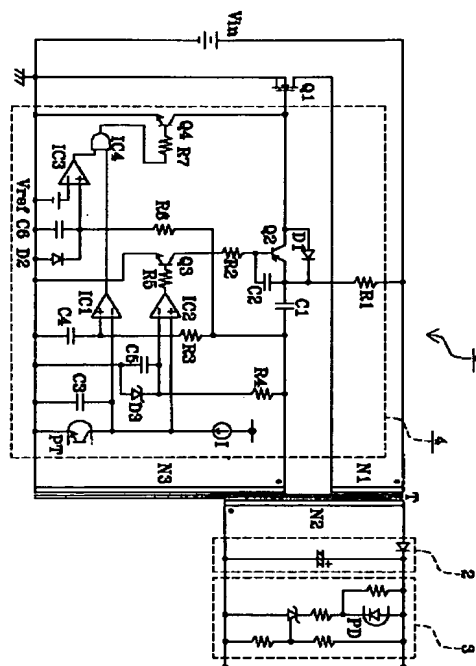 Vin
Q1
Q4
R7
IC4
IC3
Vref
C6
D2
R6
Q3
R5
R2
Q2
D1
C2
C1
R1
IC1
IC2
C4
R3
C5
D3
R4
C3
PT
I
N3
N1
T
N2
PD
1
4
2
3